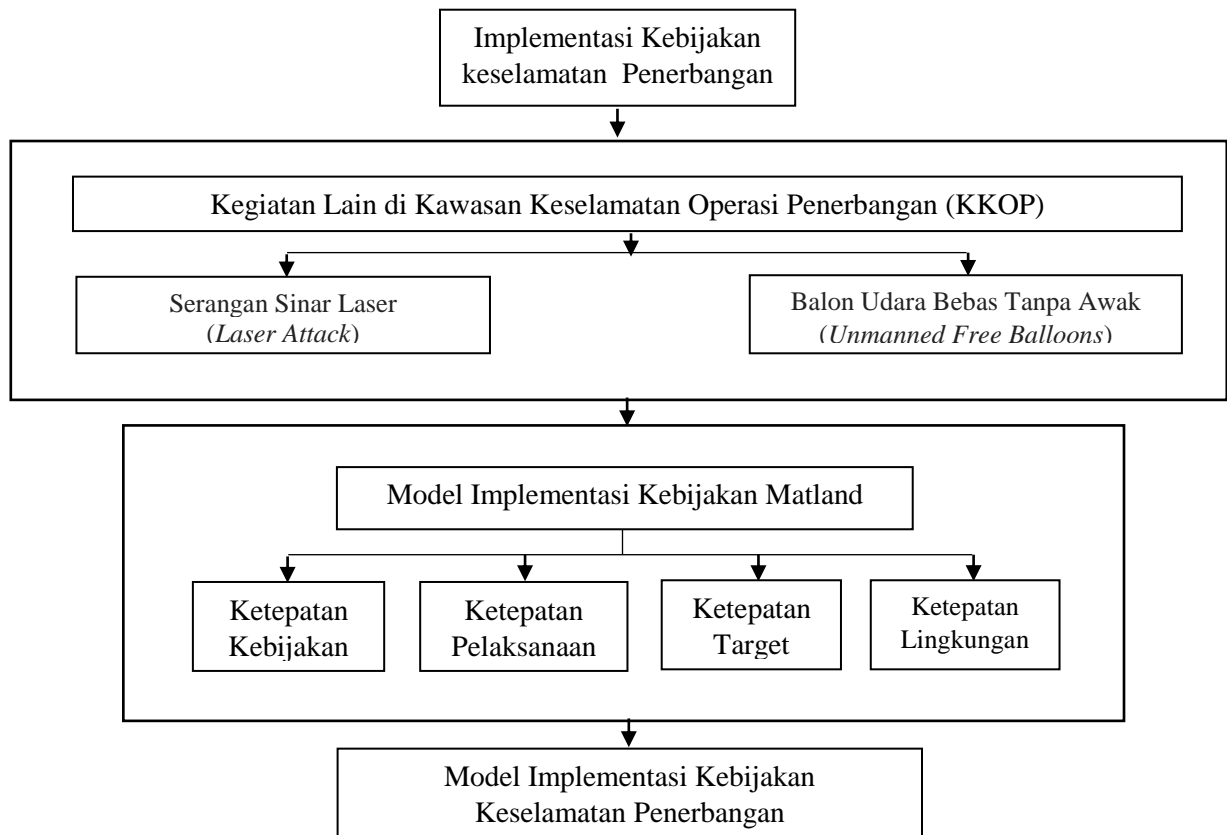 Implementasi Kebijakan
keselamatan Penerbangan
Kegiatan Lain di Kawasan Keselamatan Operasi Penerbangan (KKOP)
Serangan Sinar Laser
(Laser Attack)
Balon Udara Bebas Tanpa Awak
(Unmanned Free Balloons)
Model Implementasi Kebijakan Matland
Ketepatan
Kebijakan
Ketepatan
Pelaksanaan
Ketepatan
Target
Ketepatan
Lingkungan
Model Implementasi Kebijakan
Keselamatan Penerbangan